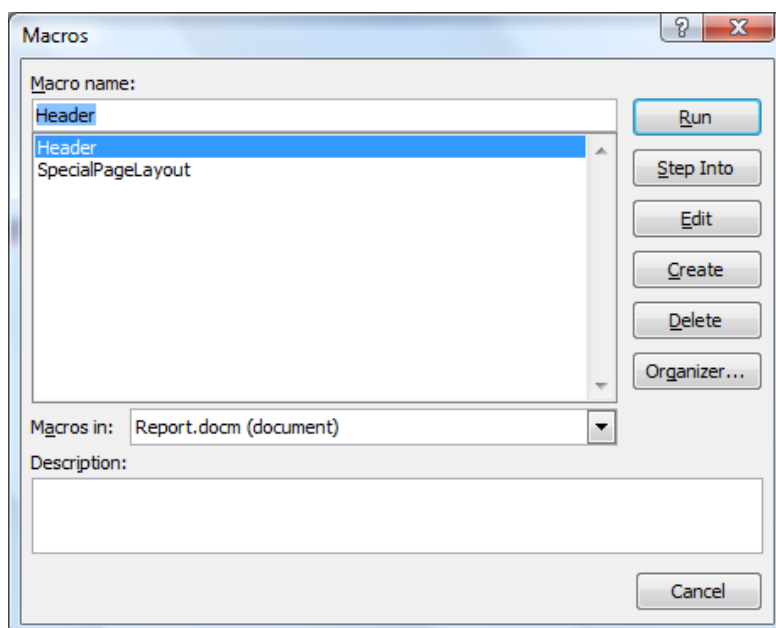 Macros
Macro name:
Header
Run
Header
SpecialPageLayout
Step Into
Edit
Create
Delete
Organizer...
Macros in: Report.docm (document)
Description:
Cancel